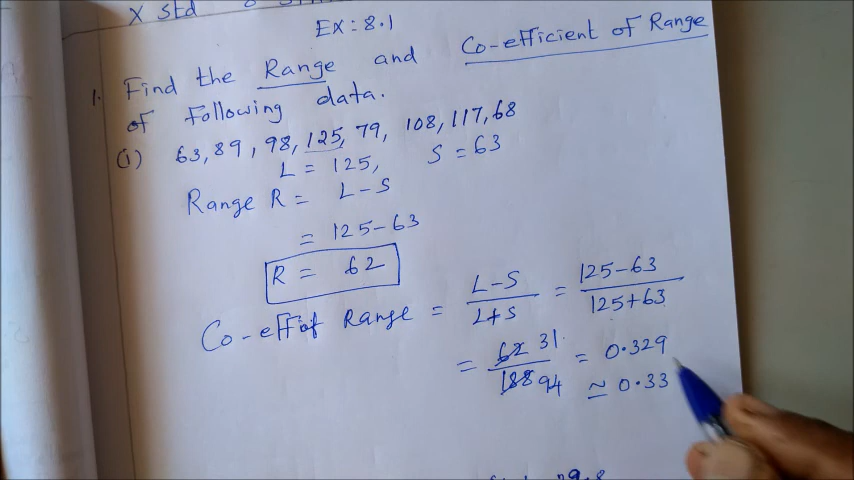 X Std 8
EX: 8.1
1. Find the Range and Co-efficient of Range
of following data.
(i) 63, 89, 98, 125, 79, 108, 117, 68
L = 125, S = 63
Range R = L-S
= 125-63
R = 62
Co-eff of Range = L-S / L+S = 125-63 / 125+63
= 62 31 / 188 94 = 0.329
≃ 0.33